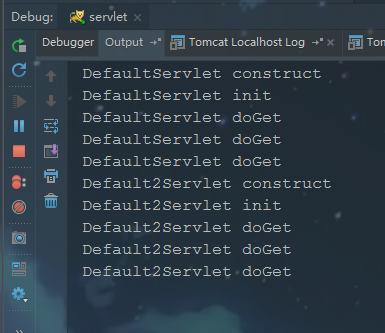 Debug: servlet
Debugger Output Tomcat Localhost Log Tom
DefaultServlet construct
DefaultServlet init
DefaultServlet doGet
DefaultServlet doGet
DefaultServlet doGet
Default2Servlet construct
Default2Servlet init
Default2Servlet doGet
Default2Servlet doGet
Default2Servlet doGet